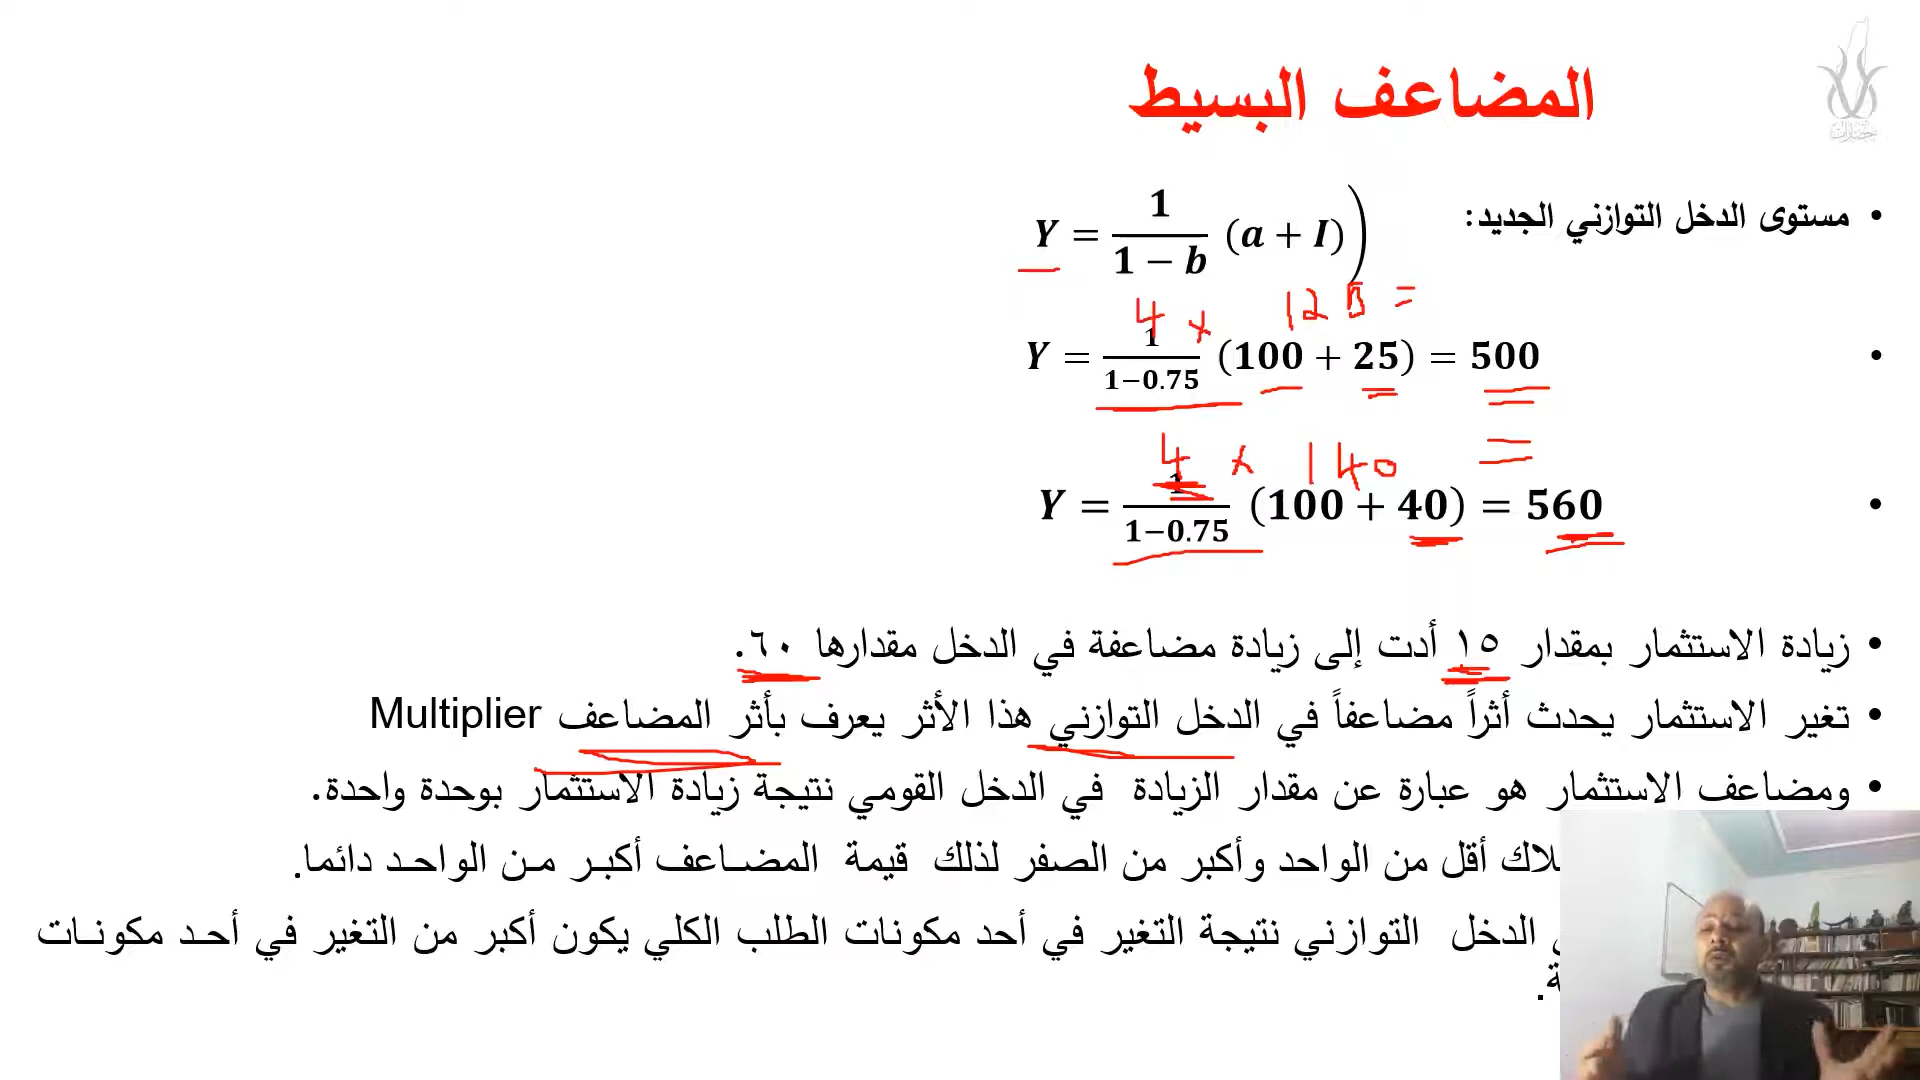 المضاعف البسيط
حضارات
• مستوى الدخل التوازني الجديد: Y = 1/(1 − b) (a + I))
4 × 125 =
• Y = 1/(1−0.75) (100 + 25) = 500
4 × 140 =
• Y = 1/(1−0.75) (100 + 40) = 560
• زيادة الاستثمار بمقدار ١٥ أدت إلى زيادة مضاعفة في الدخل مقدارها ٦٠.
• تغير الاستثمار يحدث أثراً مضاعفاً في الدخل التوازني هذا الأثر يعرف بأثر المضاعف Multiplier
• ومضاعف الاستثمار هو عبارة عن مقدار الزيادة في الدخل القومي نتيجة زيادة الاستثمار بوحدة واحدة.
أقل من الواحد وأكبر من الصفر لذلك قيمة المضاعف أكبر من الواحد دائما.
الدخل التوازني نتيجة التغير في أحد مكونات الطلب الكلي يكون أكبر من التغير في أحد مكونات